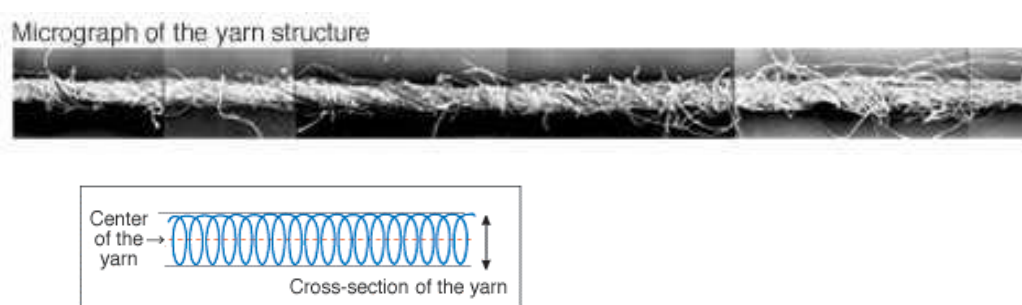 Micrograph of the yarn structure
Center
of the
yarn
Cross-section of the yarn